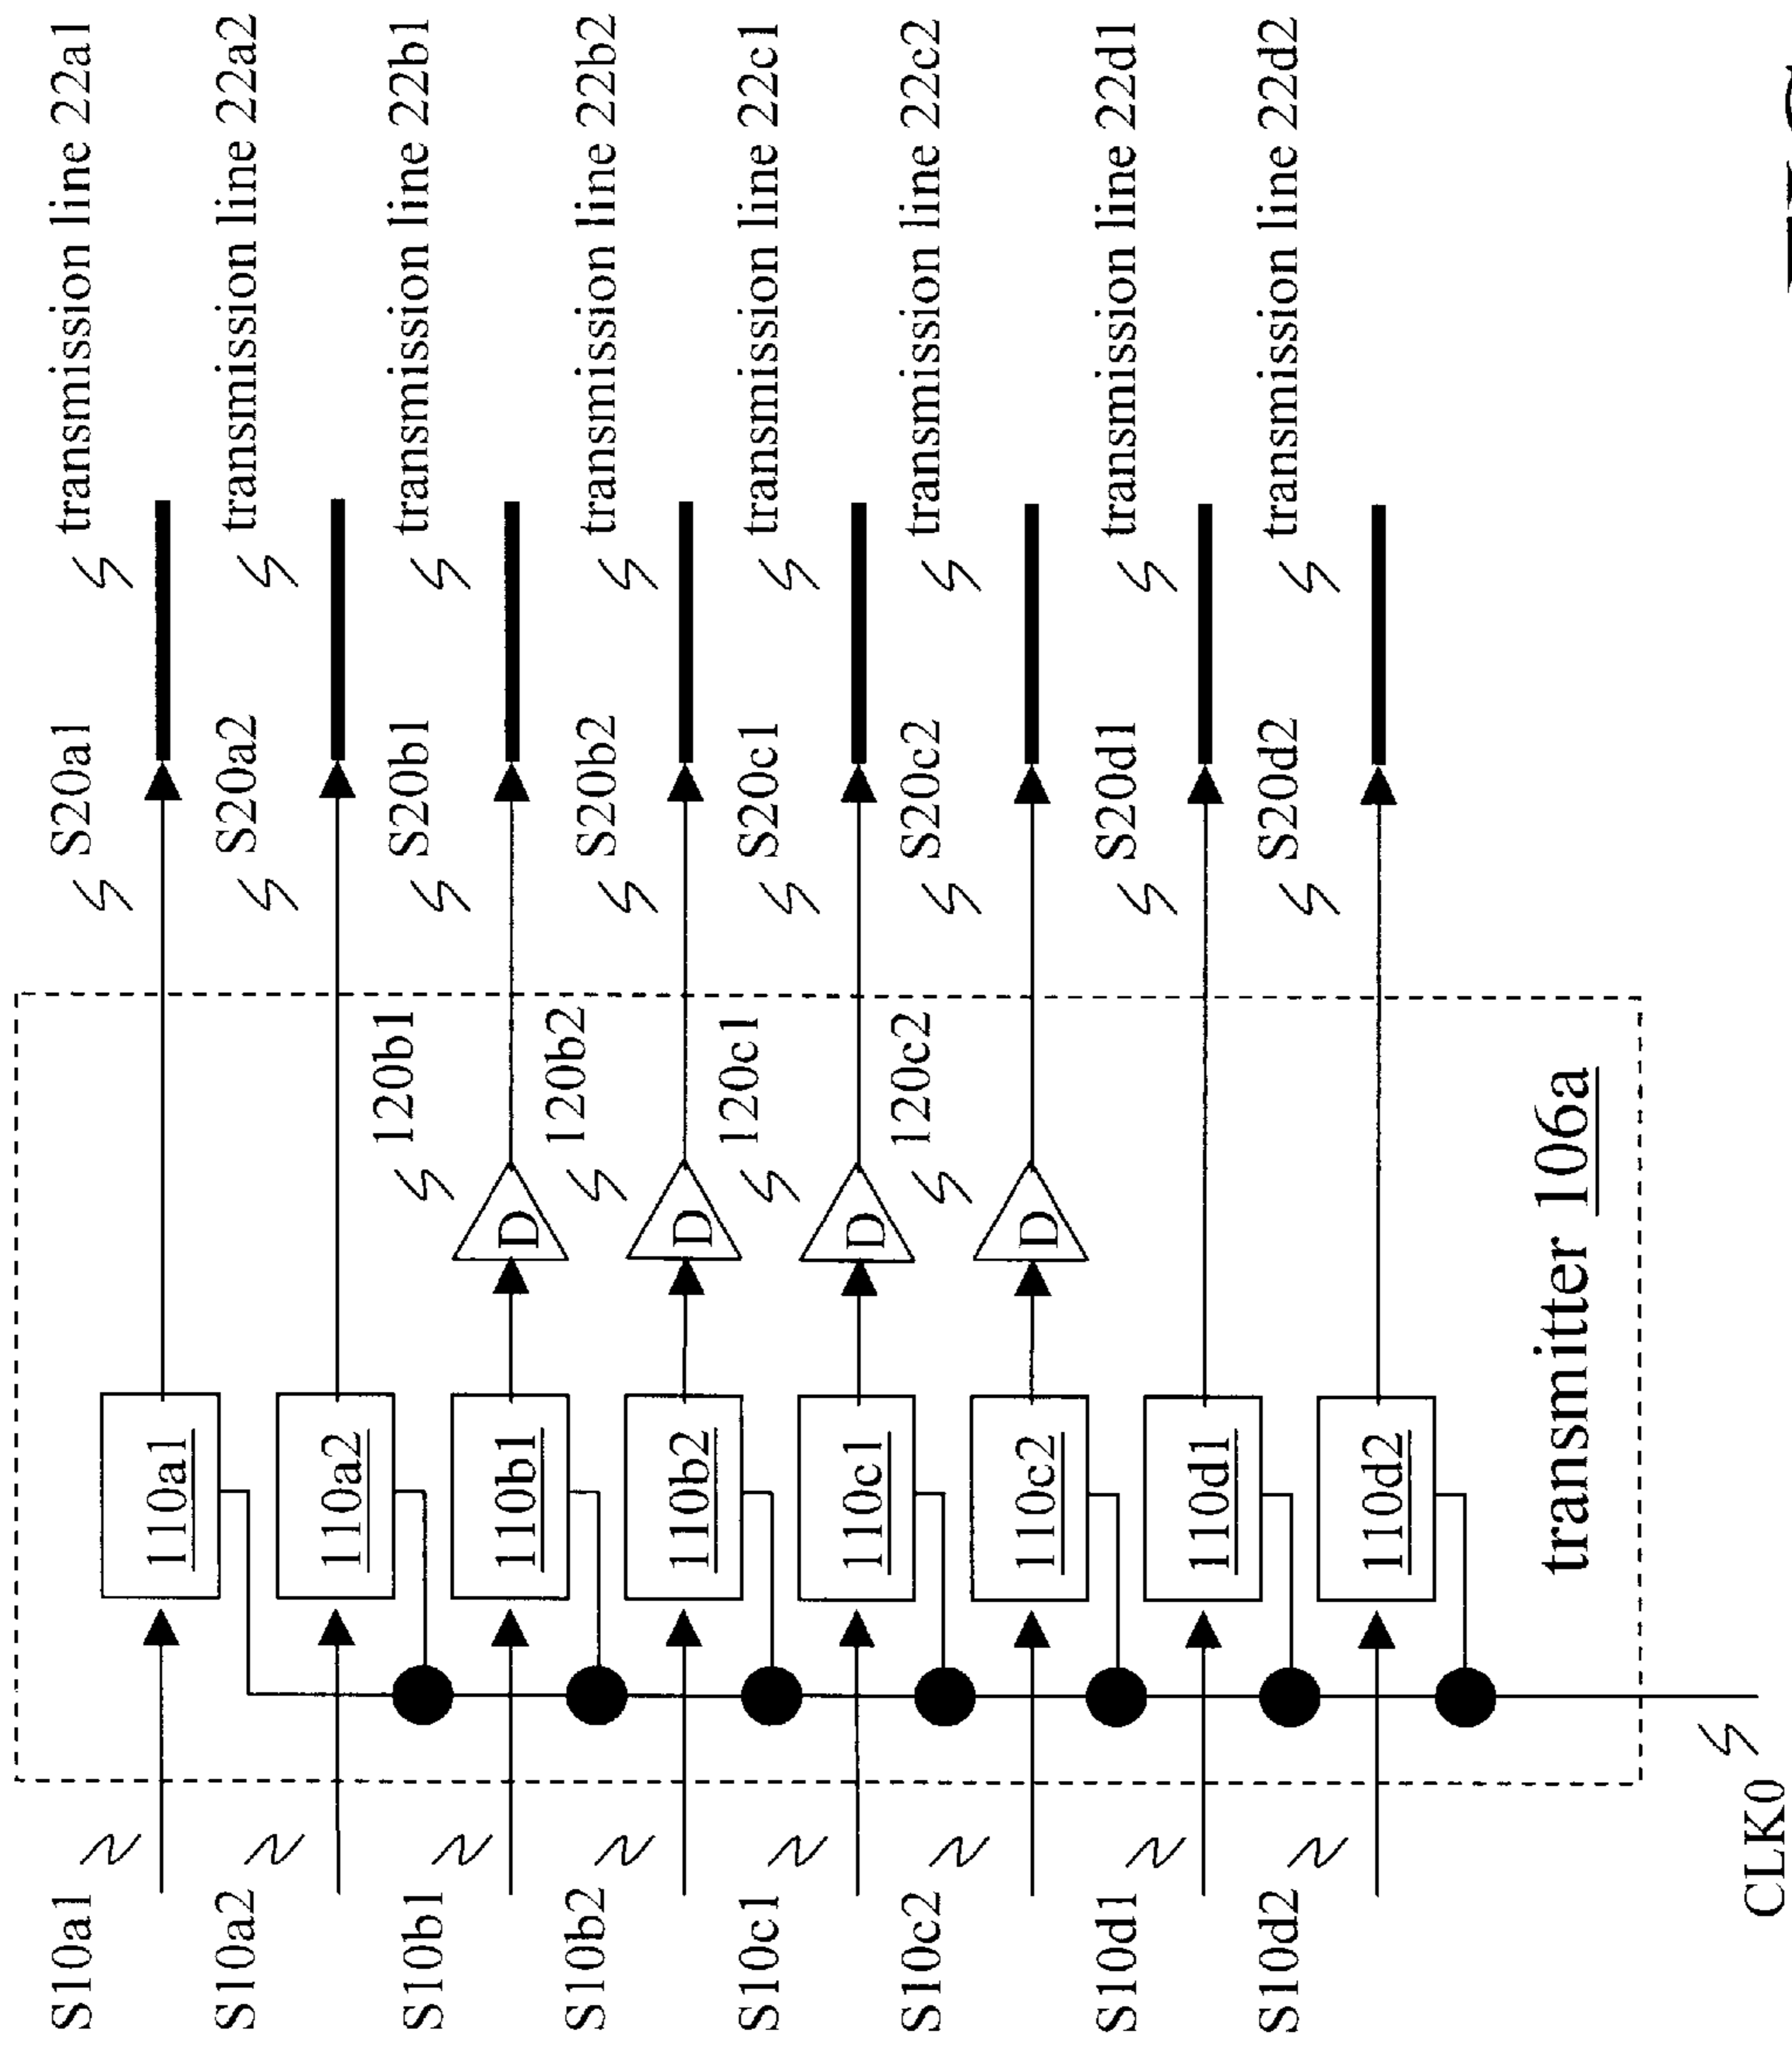 S10a1
S20a1
transmission line 22a1
S10a2
S20a2
transmission line 22a2
S10b1
S20b1
transmission line 22b1
S10b2
S20b2
transmission line 22b2
S10c1
S20c1
transmission line 22c1
S10c2
S20c2
transmission line 22c2
S10d1
S20d1
transmission line 22d1
S10d2
S20d2
transmission line 22d2
110a1
110a2
110b1
D
120b1
110b2
D
120b2
110c1
D
120c1
110c2
D
120c2
110d1
110d2
transmitter 106a
CLK0